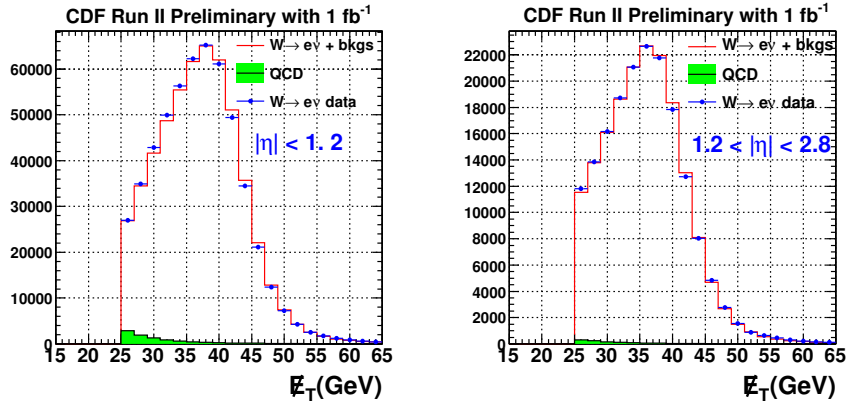 CDF Run II Preliminary with 1 fb⁻¹
W→ eν + bkgs
QCD
W→ eν data
|η| < 1. 2
60000
50000
40000
30000
20000
10000
0
15 20 25 30 35 40 45 50 55 60 65
E̸_T(GeV)
CDF Run II Preliminary with 1 fb⁻¹
W→ eν + bkgs
QCD
W→ eν data
1.2 < |η| < 2.8
22000
20000
18000
16000
14000
12000
10000
8000
6000
4000
2000
0
15 20 25 30 35 40 45 50 55 60 65
E̸_T(GeV)